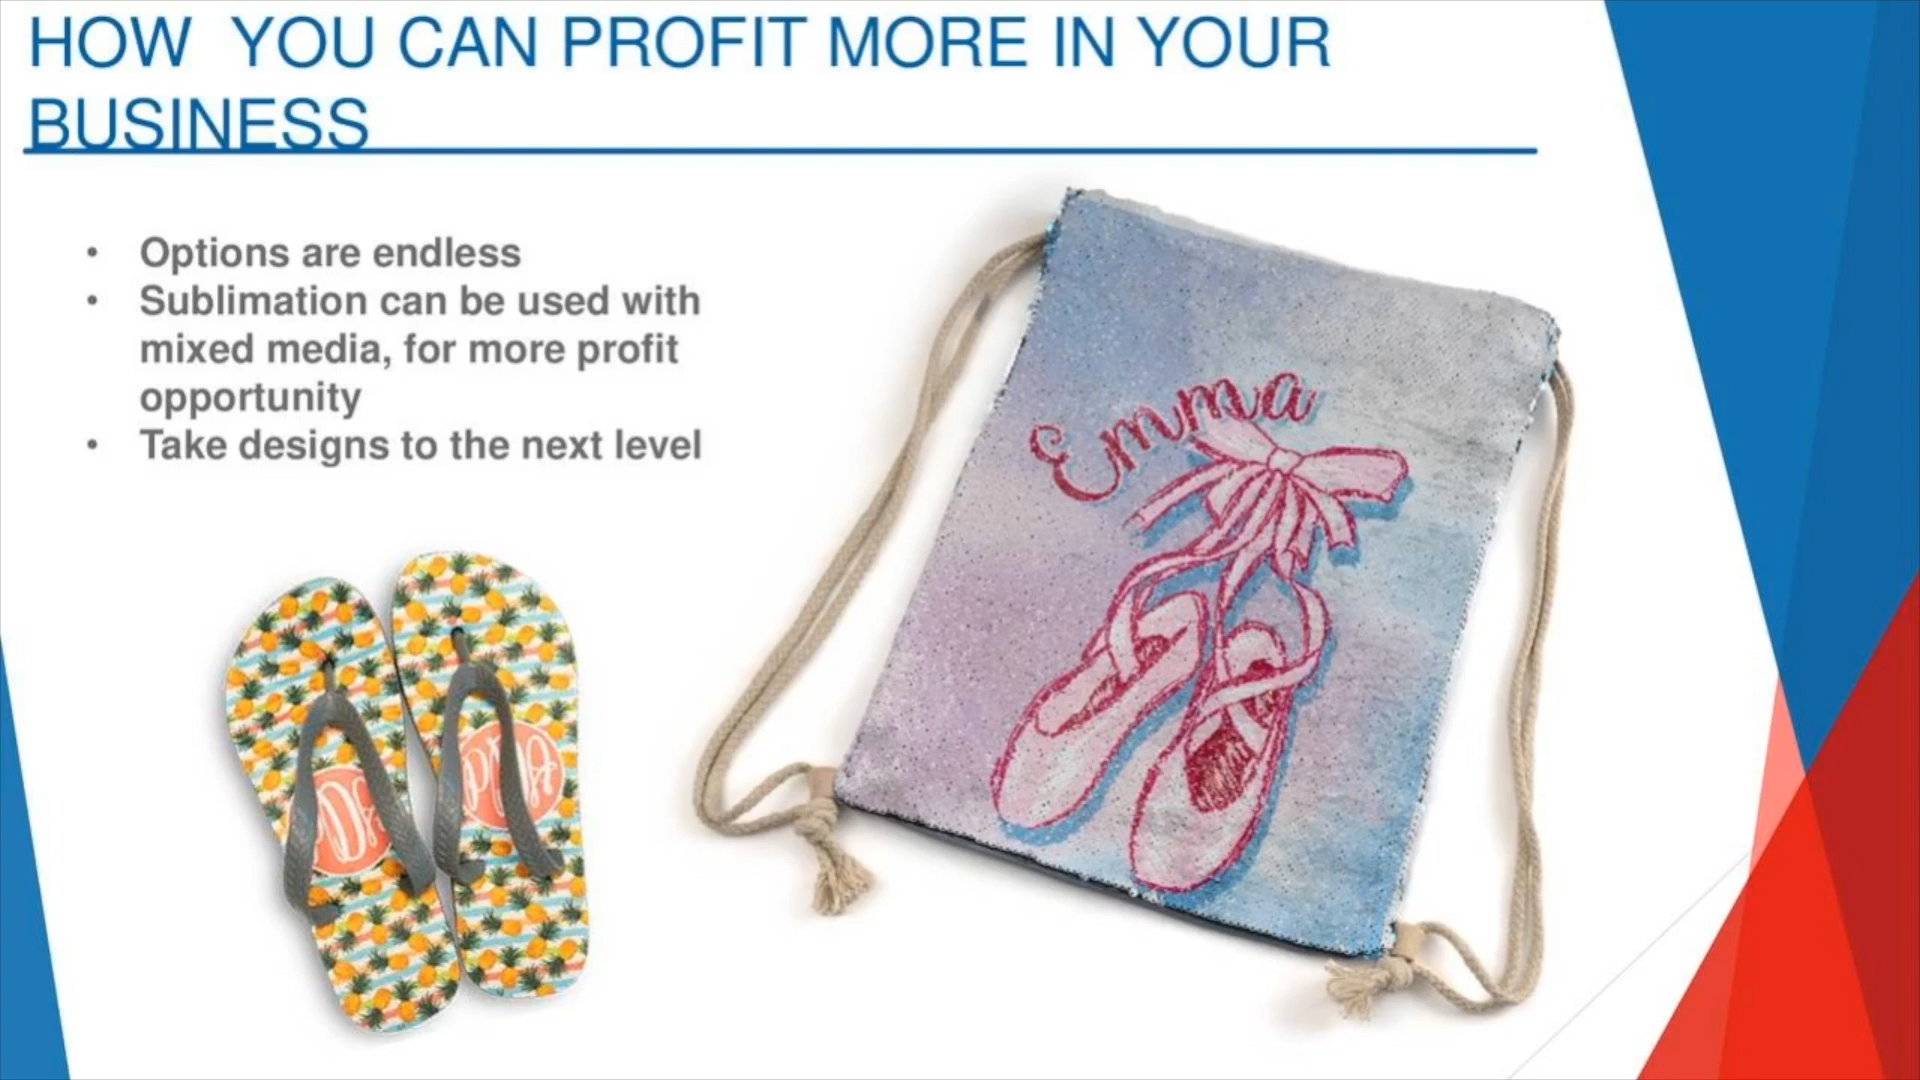 HOW YOU CAN PROFIT MORE IN YOUR
BUSINESS
• Options are endless
• Sublimation can be used with
mixed media, for more profit
opportunity
• Take designs to the next level
Emma